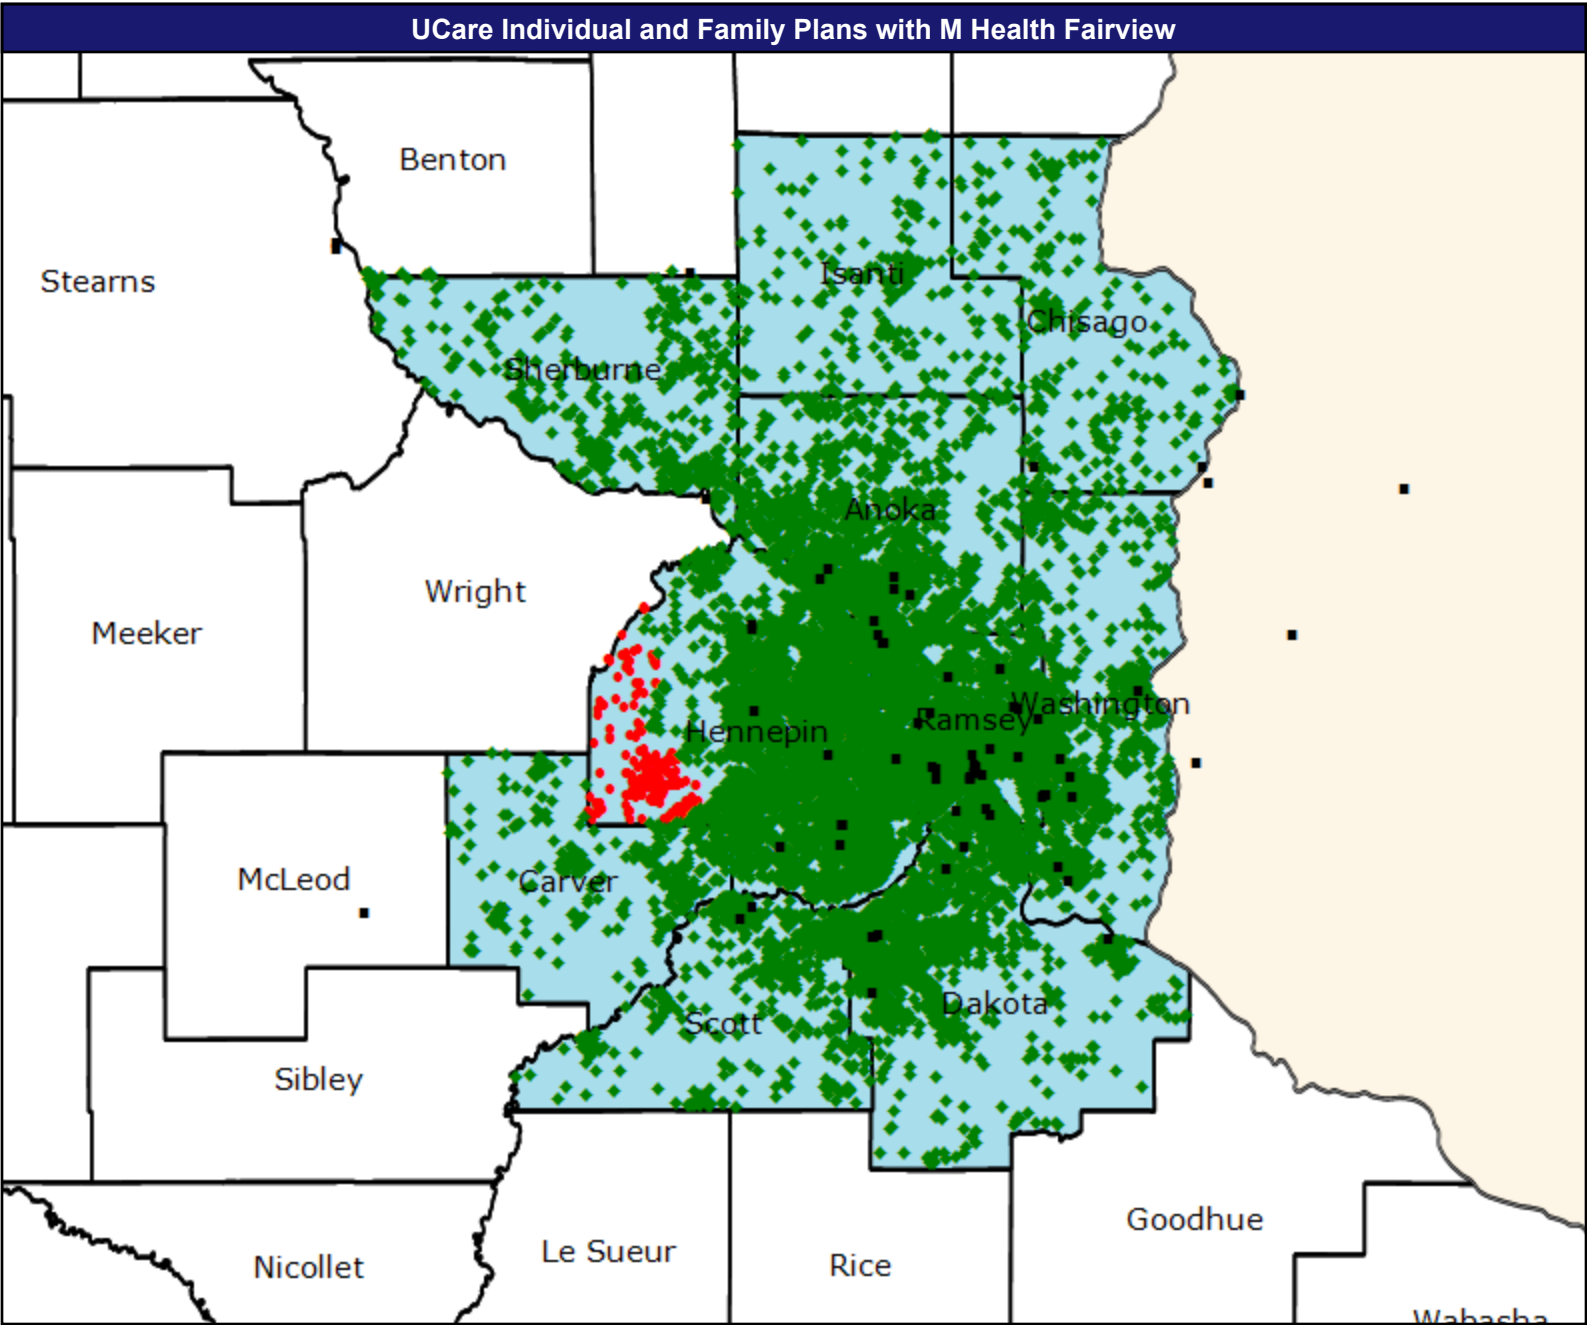 UCare Individual and Family Plans with M Health Fairview
Benton
Stearns
Isanti
Chisago
Sherburne
Anoka
Wright
Meeker
Washington
Ramsey
Hennepin
McLeod
Carver
Dakota
Scott
Sibley
Goodhue
Le Sueur
Rice
Nicollet
Wabasha